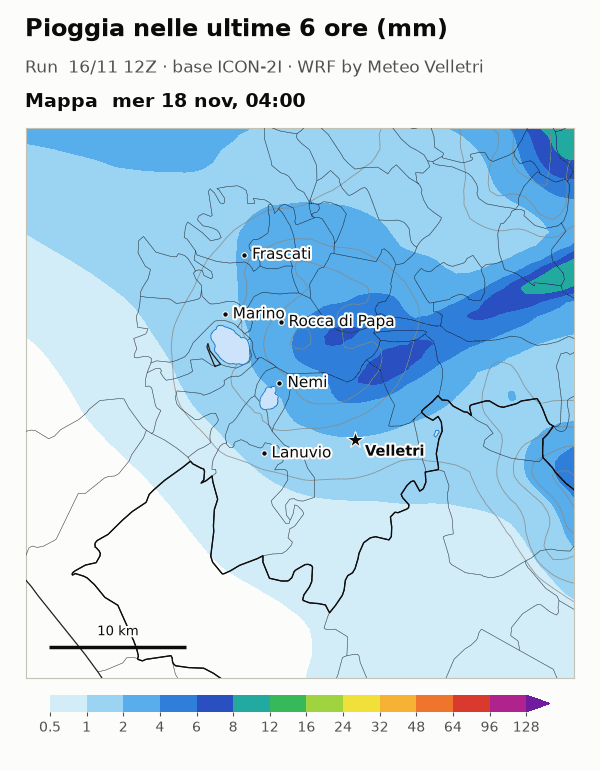 Pioggia nelle ultime 6 ore (mm)
Run  16/11 12Z · base ICON-2I · WRF by Meteo Velletri
Mappa  mer 18 nov, 04:00
Frascati
Marino
Rocca di Papa
Nemi
Velletri
Lanuvio
10 km
0.5 1 2 4 6 8 12 16 24 32 48 64 96 128